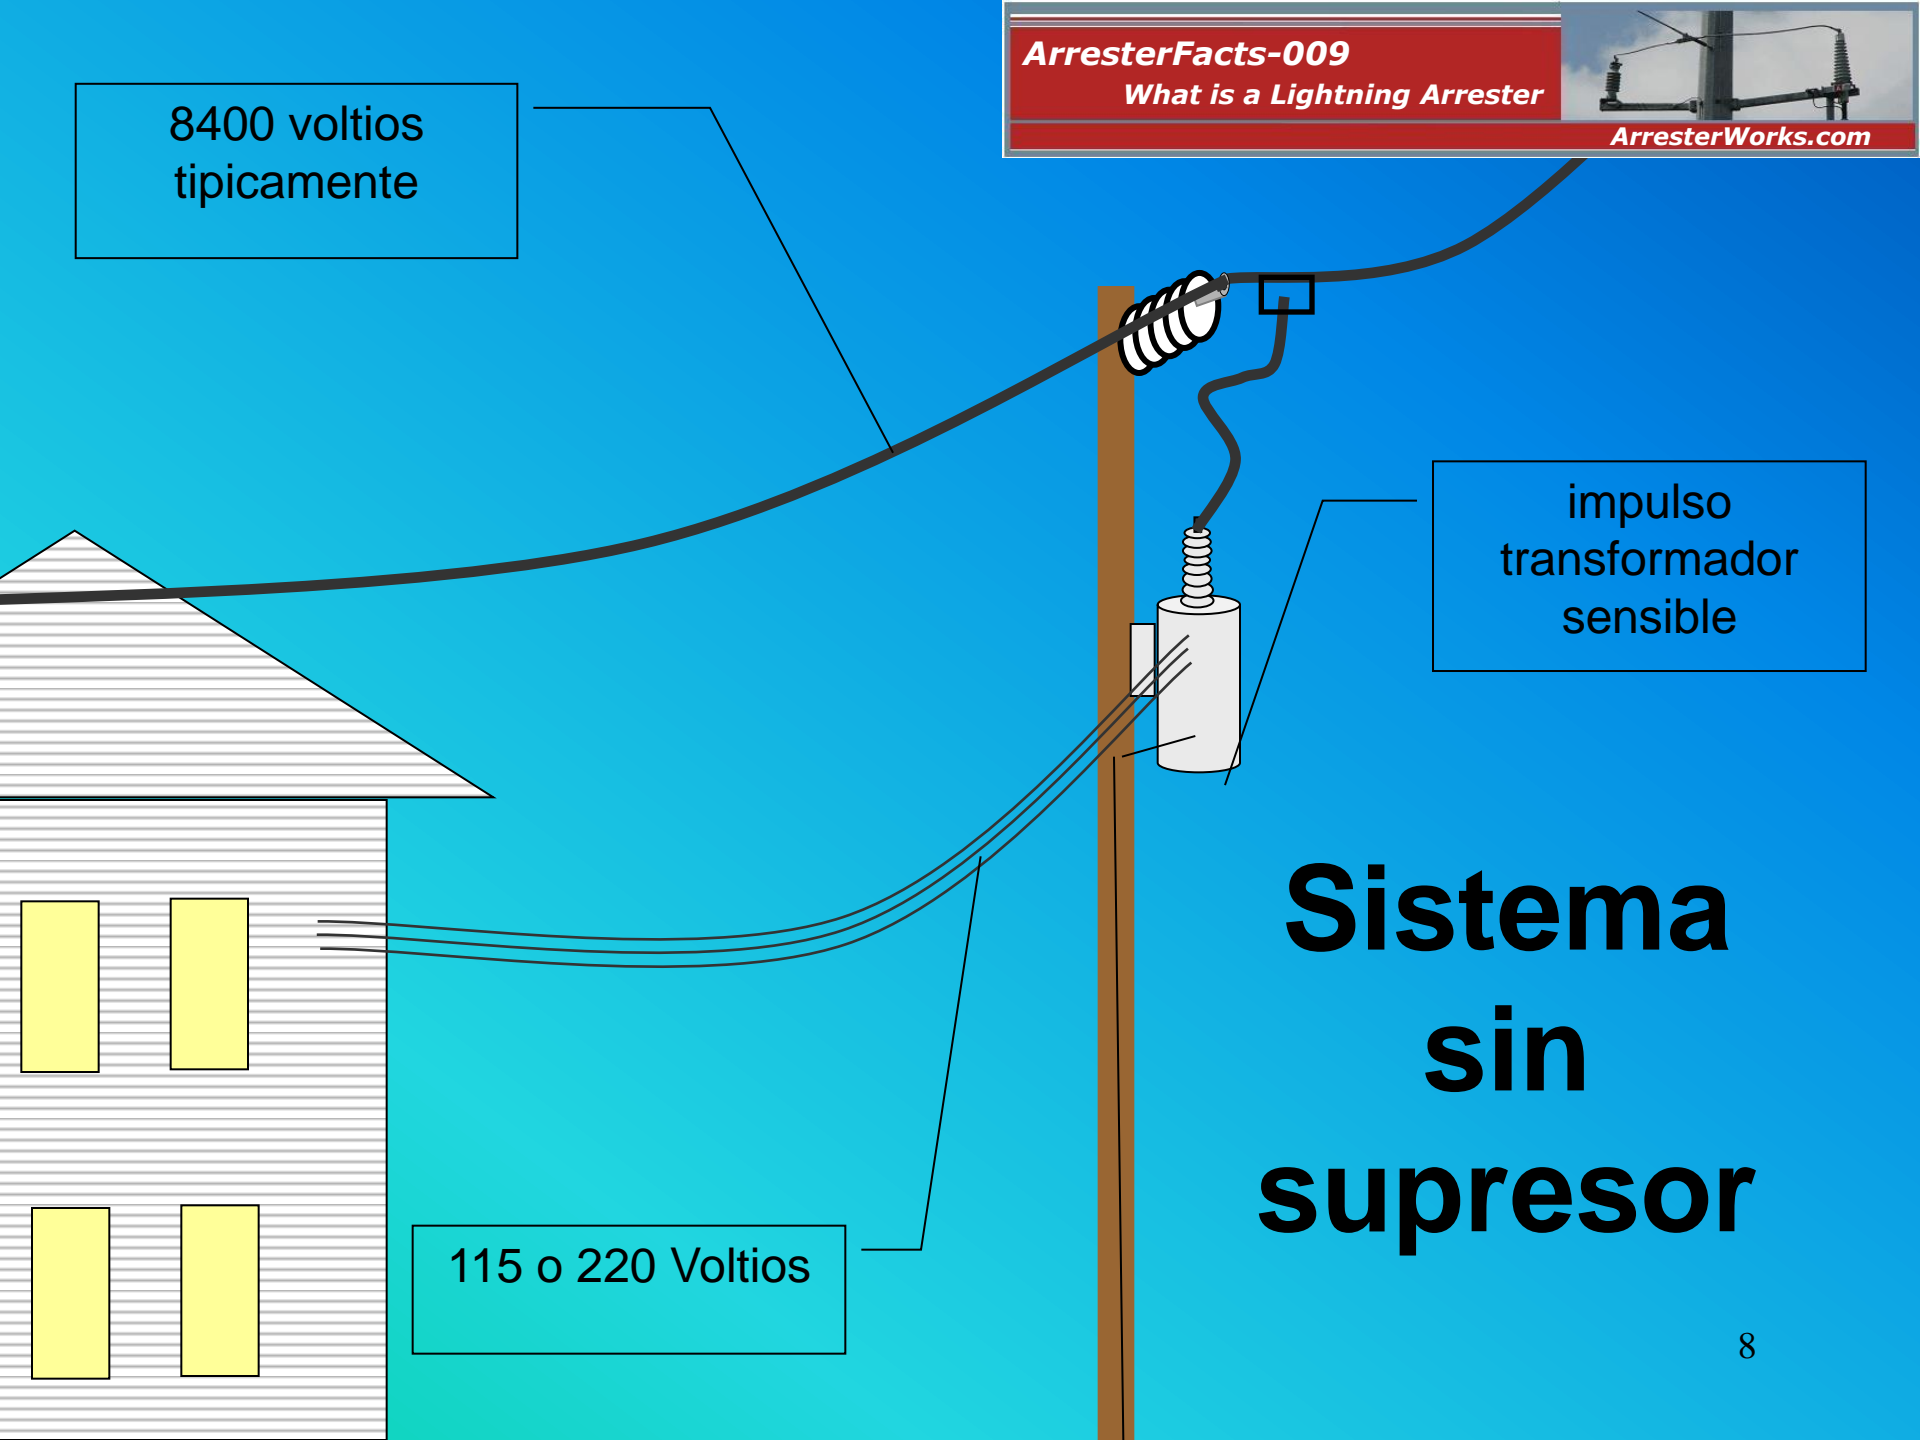 ArresterFacts-009
What is a Lightning Arrester
ArresterWorks.com
8400 voltios
tipicamente
impulso
transformador
sensible
Sistema
sin
supresor
115 o 220 Voltios
8